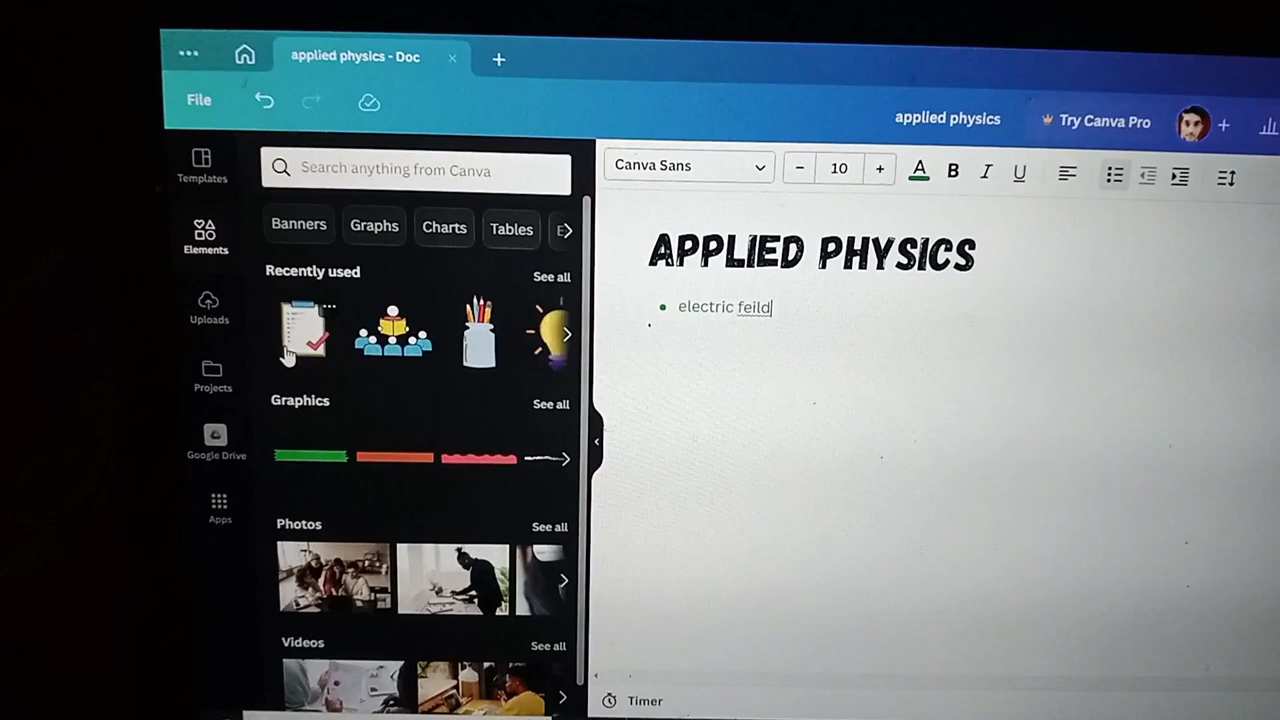 applied physics - Doc
File
applied physics
Try Canva Pro
Templates
Elements
Uploads
Projects
Google Drive
Apps
Search anything from Canva
Banners
Graphs
Charts
Tables
Recently used
See all
Graphics
See all
Photos
See all
Videos
See all
Canva Sans
− 10 +
A B I U
APPLIED PHYSICS
• electric feild
Timer